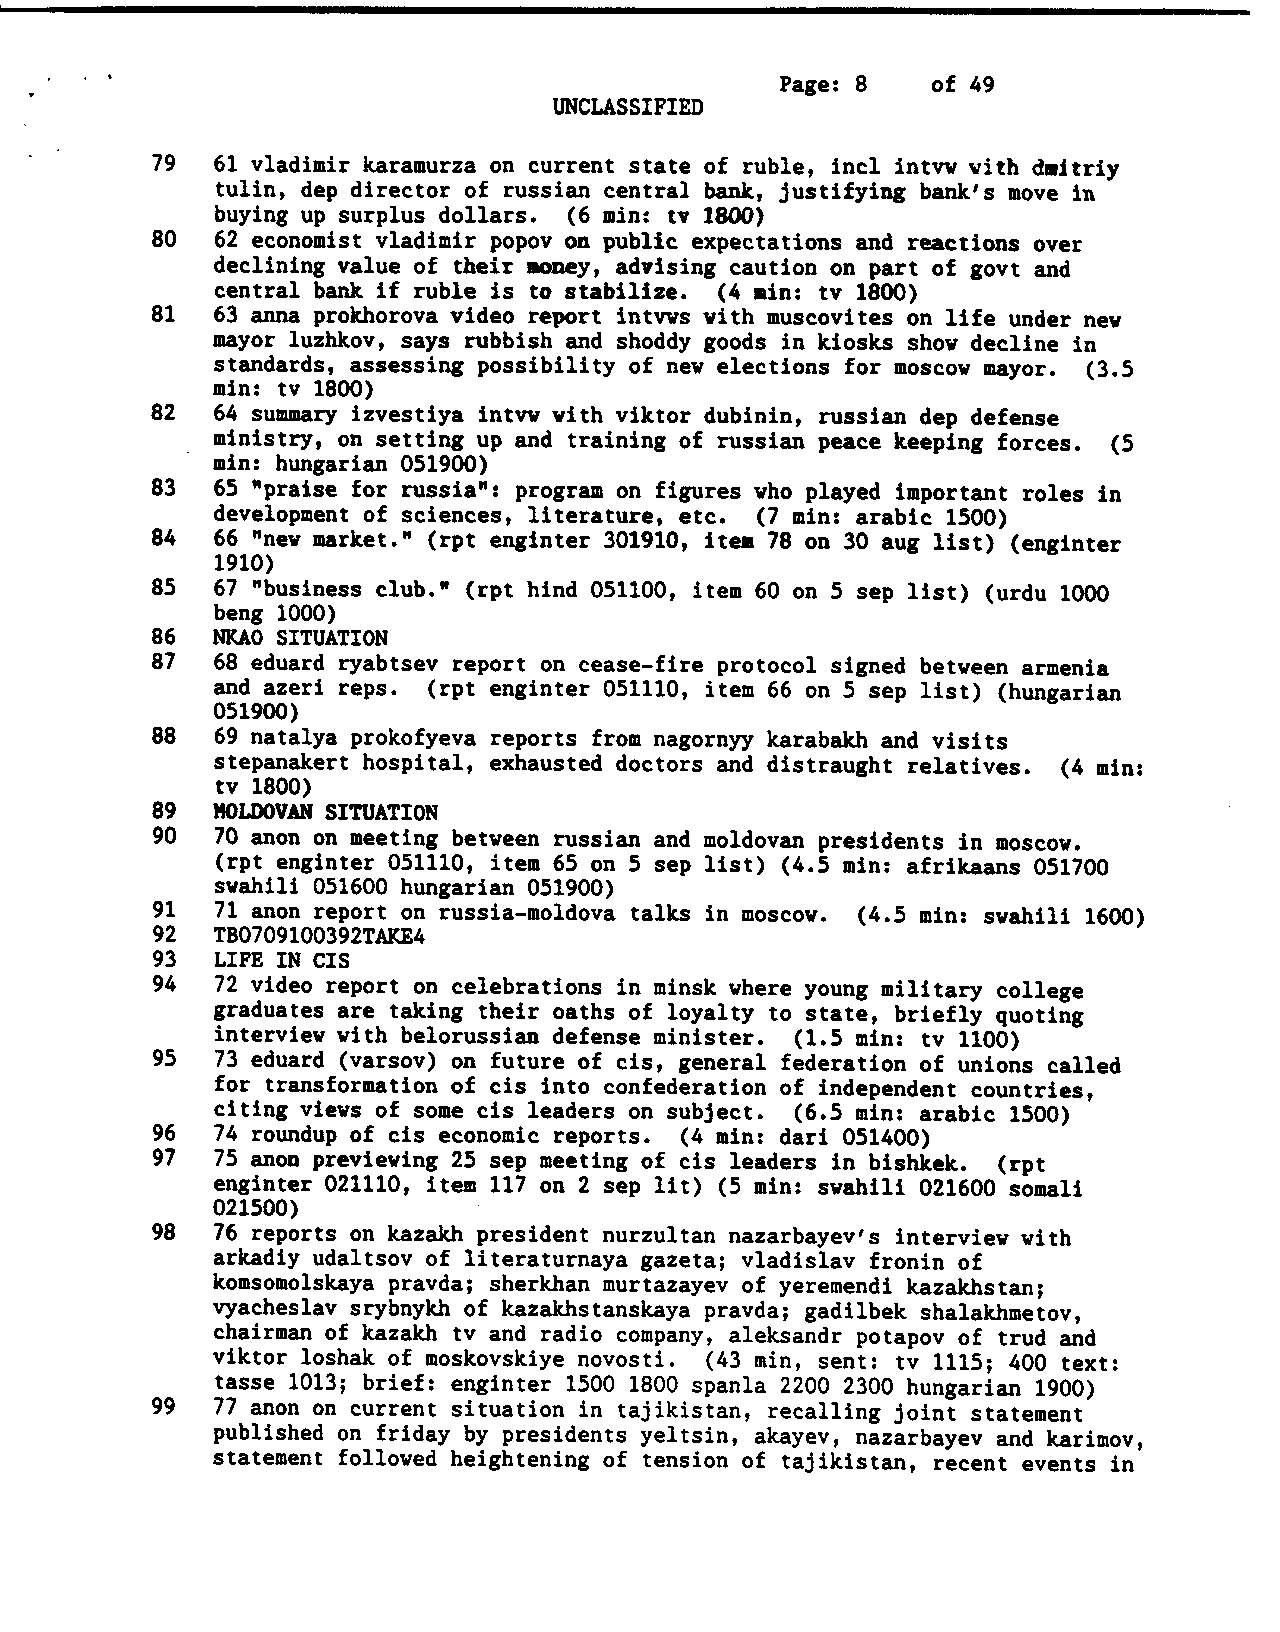 Page: 8 of 49
UNCLASSIFIED
79 61 vladimir karamurza on current state of ruble, incl intvw with dmitriy
tulin, dep director of russian central bank, justifying bank's move in
buying up surplus dollars. (6 min: tv 1800)
80 62 economist vladimir popov on public expectations and reactions over
declining value of their money, advising caution on part of govt and
central bank if ruble is to stabilize. (4 min: tv 1800)
81 63 anna prokhorova video report intvws with muscovites on life under new
mayor luzhkov, says rubbish and shoddy goods in kiosks show decline in
standards, assessing possibility of new elections for moscow mayor. (3.5
min: tv 1800)
82 64 summary izvestiya intvw with viktor dubinin, russian dep defense
ministry, on setting up and training of russian peace keeping forces. (5
min: hungarian 051900)
83 65 "praise for russia": program on figures who played important roles in
development of sciences, literature, etc. (7 min: arabic 1500)
84 66 "new market." (rpt enginter 301910, item 78 on 30 aug list) (enginter
1910)
85 67 "business club." (rpt hind 051100, item 60 on 5 sep list) (urdu 1000
beng 1000)
86 NKAO SITUATION
87 68 eduard ryabtsev report on cease-fire protocol signed between armenia
and azeri reps. (rpt enginter 051110, item 66 on 5 sep list) (hungarian
051900)
88 69 natalya prokofyeva reports from nagornyy karabakh and visits
stepanakert hospital, exhausted doctors and distraught relatives. (4 min:
tv 1800)
89 MOLDOVAN SITUATION
90 70 anon on meeting between russian and moldovan presidents in moscow.
(rpt enginter 051110, item 65 on 5 sep list) (4.5 min: afrikaans 051700
swahili 051600 hungarian 051900)
91 71 anon report on russia-moldova talks in moscow. (4.5 min: swahili 1600)
92 TB0709100392TAKE4
93 LIFE IN CIS
94 72 video report on celebrations in minsk where young military college
graduates are taking their oaths of loyalty to state, briefly quoting
interview with belorussian defense minister. (1.5 min: tv 1100)
95 73 eduard (varsov) on future of cis, general federation of unions called
for transformation of cis into confederation of independent countries,
citing views of some cis leaders on subject. (6.5 min: arabic 1500)
96 74 roundup of cis economic reports. (4 min: dari 051400)
97 75 anon previewing 25 sep meeting of cis leaders in bishkek. (rpt
enginter 021110, item 117 on 2 sep lit) (5 min: swahili 021600 somali
021500)
98 76 reports on kazakh president nurzultan nazarbayev's interview with
arkadiy udaltsov of literaturnaya gazeta; vladislav fronin of
komsomolskaya pravda; sherkhan murtazayev of yeremendi kazakhstan;
vyacheslav srybnykh of kazakhstanskaya pravda; gadilbek shalakhmetov,
chairman of kazakh tv and radio company, aleksandr potapov of trud and
viktor loshak of moskovskiye novosti. (43 min, sent: tv 1115; 400 text:
tasse 1013; brief: enginter 1500 1800 spanla 2200 2300 hungarian 1900)
99 77 anon on current situation in tajikistan, recalling joint statement
published on friday by presidents yeltsin, akayev, nazarbayev and karimov,
statement followed heightening of tension of tajikistan, recent events in